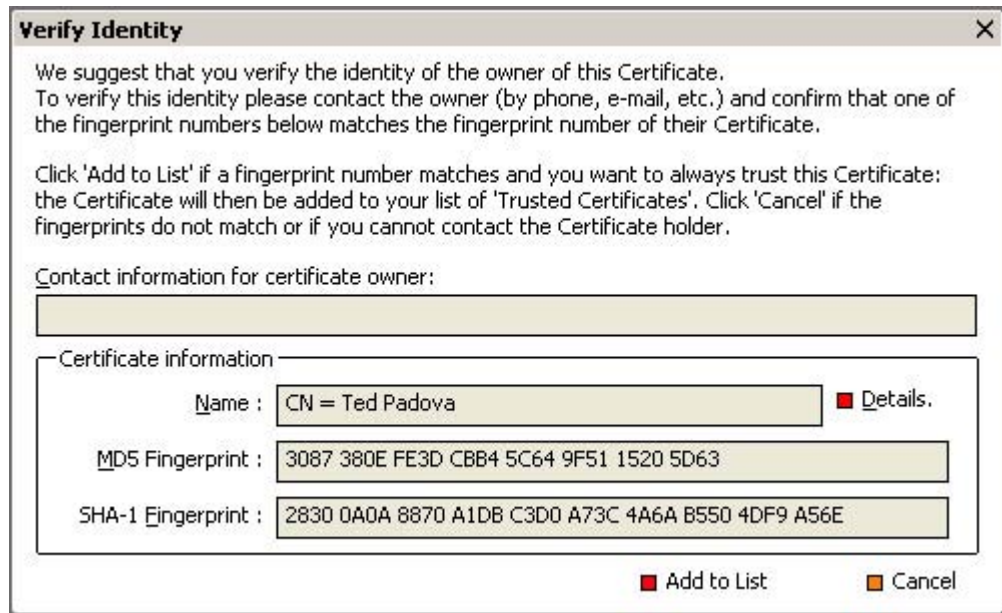 Verify Identity
We suggest that you verify the identity of the owner of this Certificate.
To verify this identity please contact the owner (by phone, e-mail, etc.) and confirm that one of
the fingerprint numbers below matches the fingerprint number of their Certificate.
Click 'Add to List' if a fingerprint number matches and you want to always trust this Certificate:
the Certificate will then be added to your list of 'Trusted Certificates'. Click 'Cancel' if the
fingerprints do not match or if you cannot contact the Certificate holder.
Contact information for certificate owner:
Certificate information
Name : CN = Ted Padova Details.
MD5 Fingerprint : 3087 380E FE3D CBB4 5C64 9F51 1520 5D63
SHA-1 Fingerprint : 2830 0A0A 8870 A1DB C3D0 A73C 4A6A B550 4DF9 A56E
Add to List Cancel